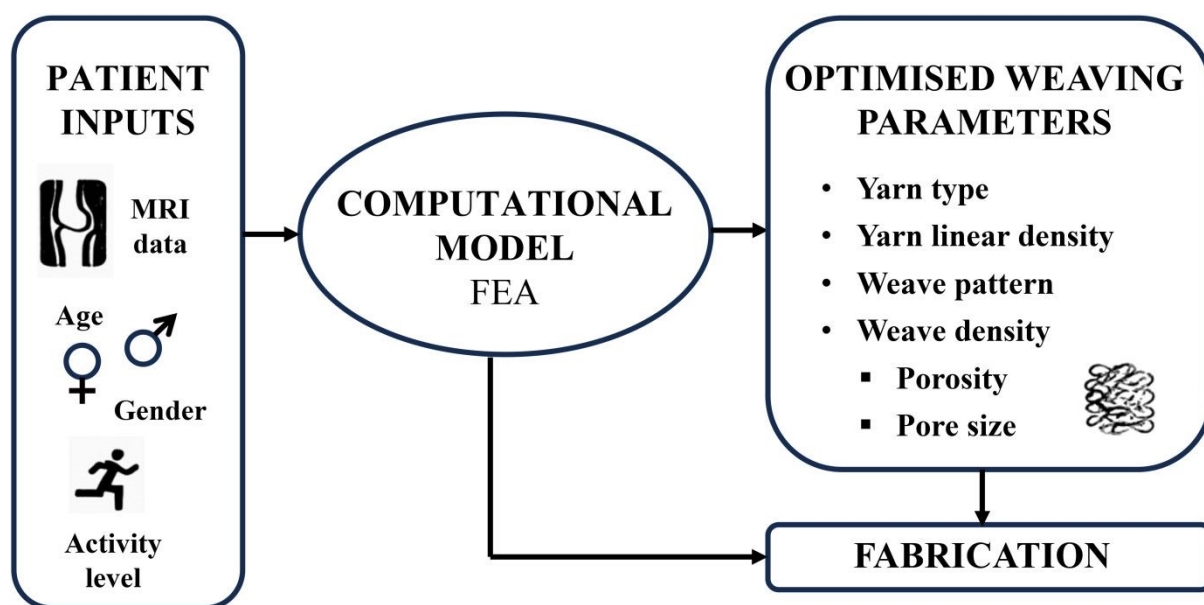 PATIENT
INPUTS
MRI
data
Age
Gender
Activity
level
COMPUTATIONAL
MODEL
FEA
OPTIMISED WEAVING
PARAMETERS
• Yarn type
• Yarn linear density
• Weave pattern
• Weave density
▪ Porosity
▪ Pore size
FABRICATION